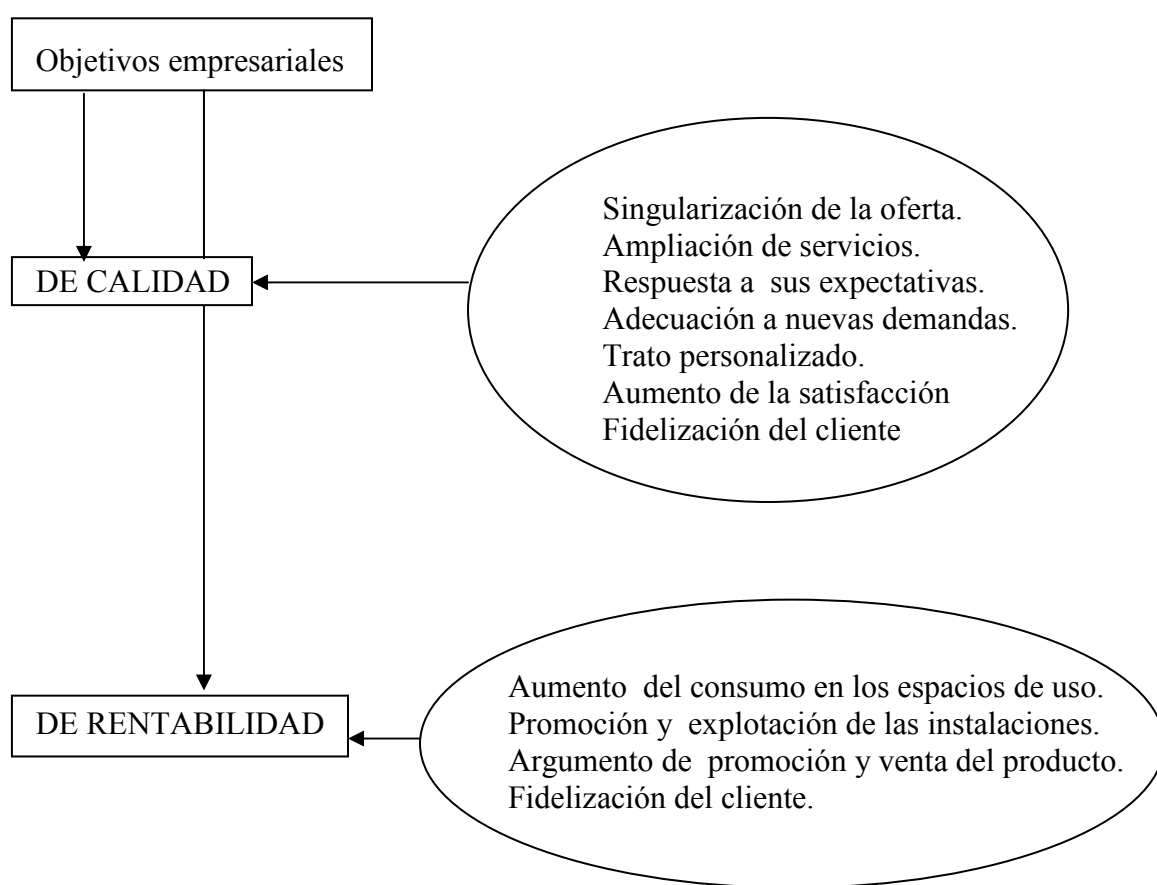 Objetivos empresariales
Singularización de la oferta.
Ampliación de servicios.
DE CALIDAD
Respuesta a sus expectativas.
Adecuación a nuevas demandas.
Trato personalizado.
Aumento de la satisfacción
Fidelización del cliente
Aumento del consumo en los espacios de uso.
DE RENTABILIDAD
Promoción y explotación de las instalaciones.
Argumento de promoción y venta del producto.
Fidelización del cliente.